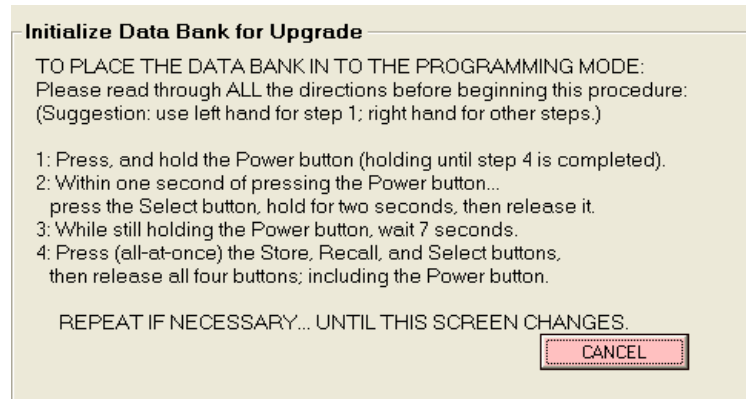 Initialize Data Bank for Upgrade
TO PLACE THE DATA BANK IN TO THE PROGRAMMING MODE:
Please read through ALL the directions before beginning this procedure:
(Suggestion: use left hand for step 1; right hand for other steps.)
1: Press, and hold the Power button (holding until step 4 is completed).
2: Within one second of pressing the Power button...
press the Select button, hold for two seconds, then release it.
3: While still holding the Power button, wait 7 seconds.
4: Press (all-at-once) the Store, Recall, and Select buttons,
then release all four buttons; including the Power button.
REPEAT IF NECESSARY... UNTIL THIS SCREEN CHANGES.
CANCEL